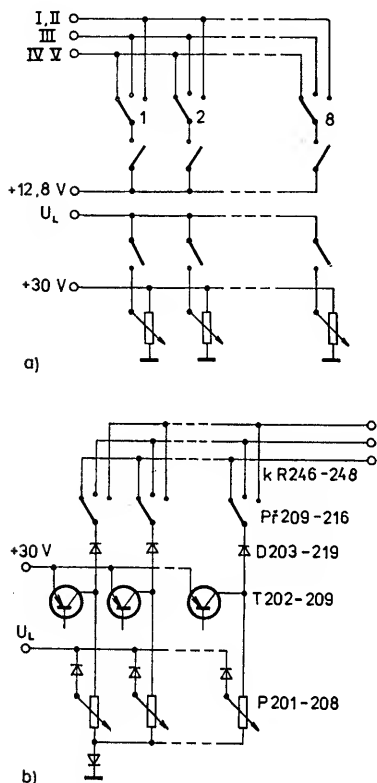 I, II
III
IV V
1 2 8
+12,8 V
U_L
+30 V
a)
k R246-248
Př209-216
+30 V
D203-219
T202-209
U_L
P201-208
b)